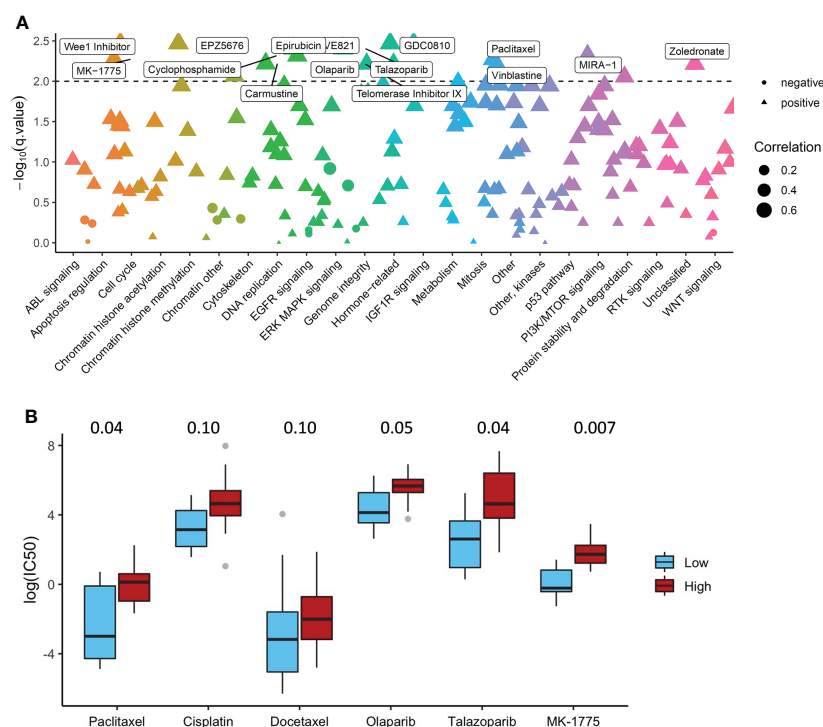 A
−log10(q.value)
2.5
2.0
1.5
1.0
0.5
0.0
Wee1 Inhibitor
MK−1775
EPZ5676
Cyclophosphamide
Epirubicin
VE821
GDC0810
Olaparib
Talazoparib
Carmustine
Telomerase Inhibitor IX
Paclitaxel
Vinblastine
MIRA−1
Zoledronate
negative
positive
Correlation
0.2
0.4
0.6
ABL signaling
Apoptosis regulation
Cell cycle
Chromatin histone acetylation
Chromatin histone methylation
Chromatin other
Cytoskeleton
DNA replication
EGFR signaling
ERK MAPK signaling
Genome integrity
Hormone−related
IGF1R signaling
Metabolism
Mitosis
Other
Other, kinases
p53 pathway
PI3K/MTOR signaling
Protein stability and degradation
RTK signaling
Unclassified
WNT signaling
B
0.04 0.10 0.10 0.05 0.04 0.007
log(IC50)
8
4
0
-4
Low
High
Paclitaxel Cisplatin Docetaxel Olaparib Talazoparib MK-1775